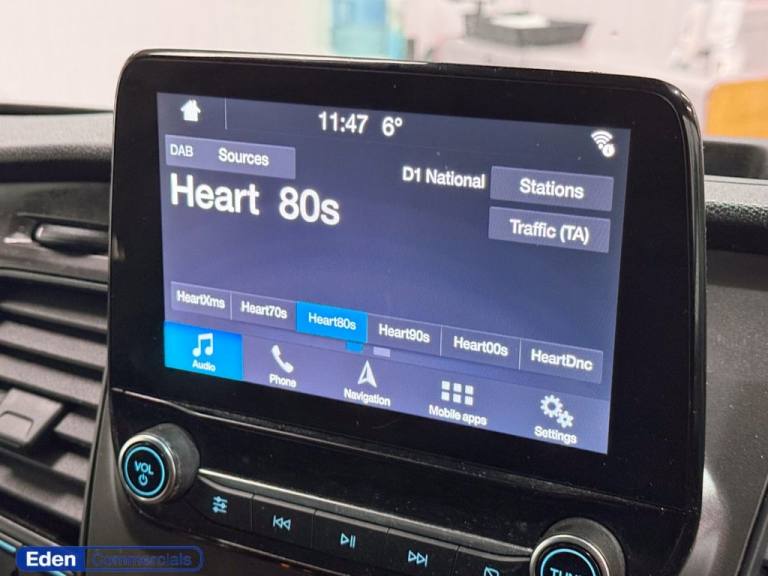 11:47 6°
DAB Sources
D1 National Stations
Heart 80s
Traffic (TA)
HeartXms Heart70s Heart80s Heart90s Heart00s HeartDnc
Audio Phone Navigation Mobile apps Settings
VOL
TUNE
Eden Commercials